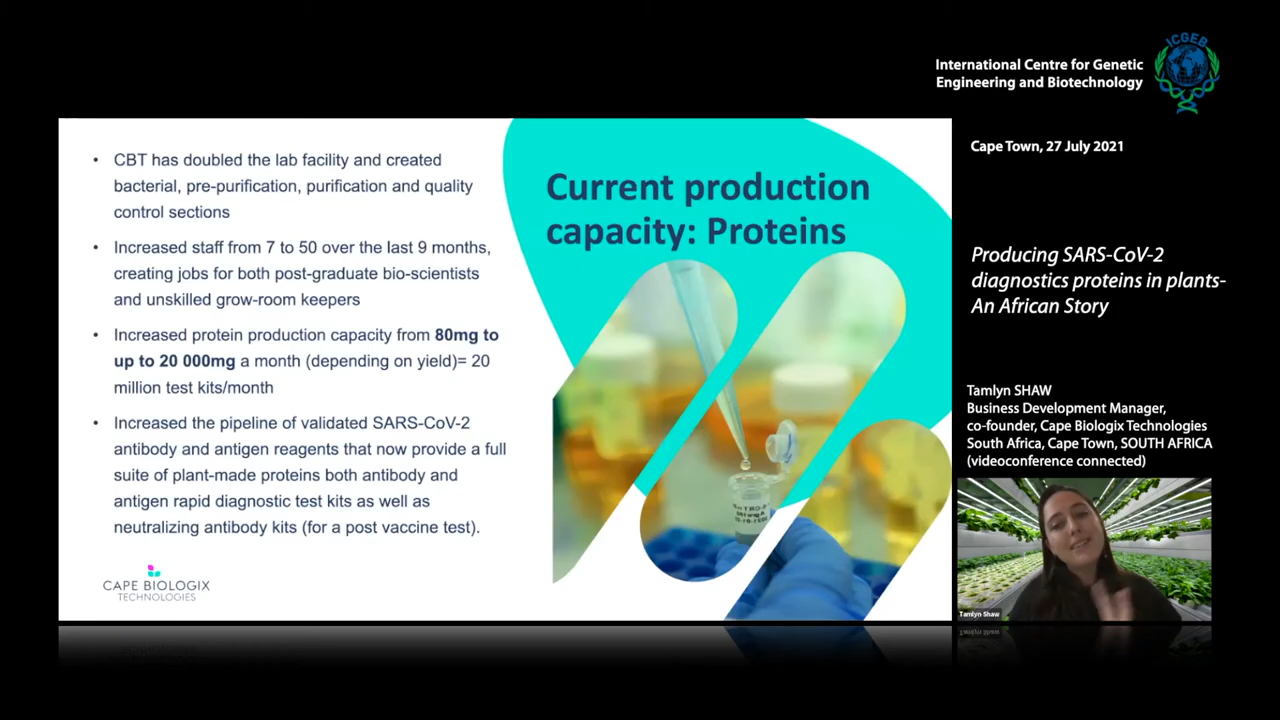 International Centre for Genetic
Engineering and Biotechnology
ICGEB
Cape Town, 27 July 2021
• CBT has doubled the lab facility and created
bacterial, pre-purification, purification and quality
control sections
• Increased staff from 7 to 50 over the last 9 months,
creating jobs for both post-graduate bio-scientists
and unskilled grow-room keepers
• Increased protein production capacity from 80mg to
up to 20 000mg a month (depending on yield)= 20
million test kits/month
• Increased the pipeline of validated SARS-CoV-2
antibody and antigen reagents that now provide a full
suite of plant-made proteins both antibody and
antigen rapid diagnostic test kits as well as
neutralizing antibody kits (for a post vaccine test).
CAPE BIOLOGIX
TECHNOLOGIES
Current production
capacity: Proteins
Producing SARS-CoV-2
diagnostics proteins in plants-
An African Story
Tamlyn SHAW
Business Development Manager,
co-founder, Cape Biologix Technologies
South Africa, Cape Town, SOUTH AFRICA
(videoconference connected)
Tamlyn Shaw